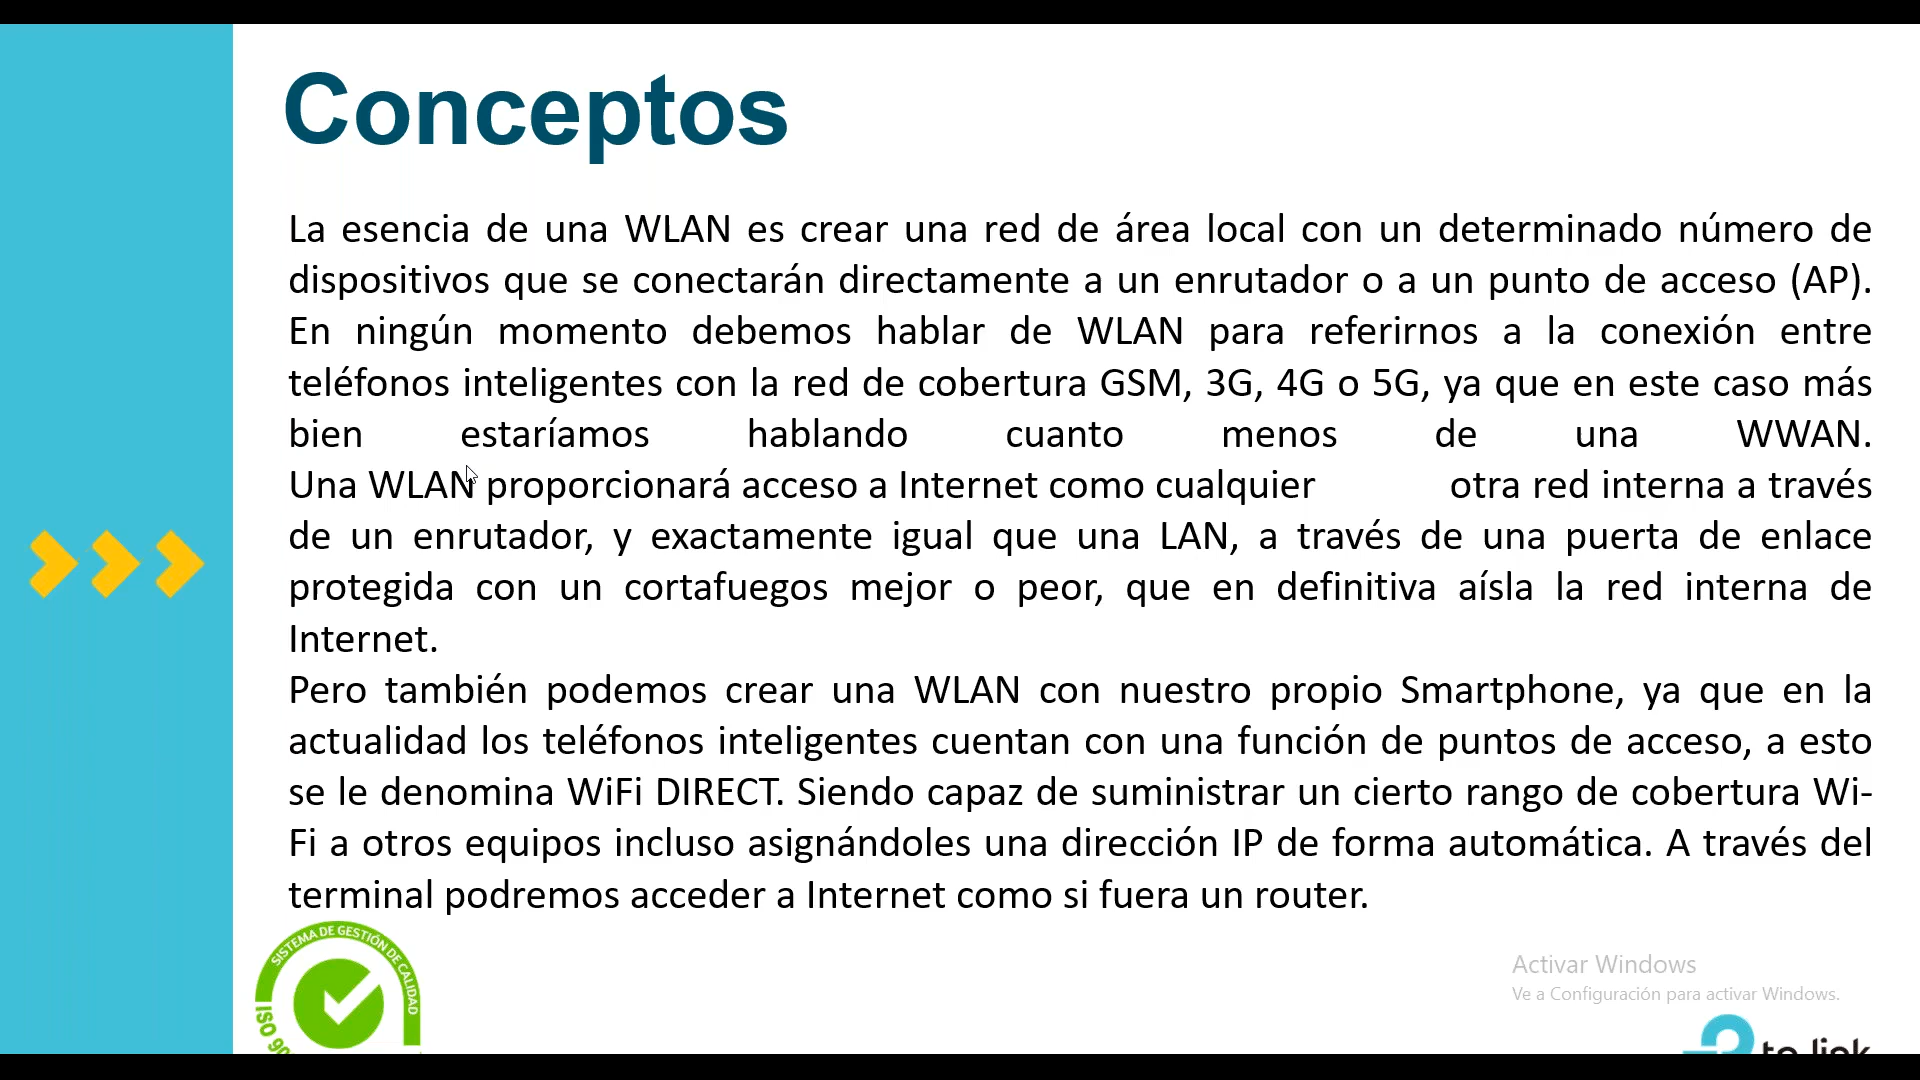 Conceptos
La esencia de una WLAN es crear una red de área local con un determinado número de
dispositivos que se conectarán directamente a un enrutador o a un punto de acceso (AP).
En ningún momento debemos hablar de WLAN para referirnos a la conexión entre
teléfonos inteligentes con la red de cobertura GSM, 3G, 4G o 5G, ya que en este caso más
bien estaríamos hablando cuanto menos de una WWAN.
Una WLAN proporcionará acceso a Internet como cualquier otra red interna a través
de un enrutador, y exactamente igual que una LAN, a través de una puerta de enlace
protegida con un cortafuegos mejor o peor, que en definitiva aísla la red interna de
Internet.
Pero también podemos crear una WLAN con nuestro propio Smartphone, ya que en la
actualidad los teléfonos inteligentes cuentan con una función de puntos de acceso, a esto
se le denomina WiFi DIRECT. Siendo capaz de suministrar un cierto rango de cobertura Wi-
Fi a otros equipos incluso asignándoles una dirección IP de forma automática. A través del
terminal podremos acceder a Internet como si fuera un router.
SISTEMA DE GESTIÓN DE CALIDAD
ISO
Activar Windows
Ve a Configuración para activar Windows.